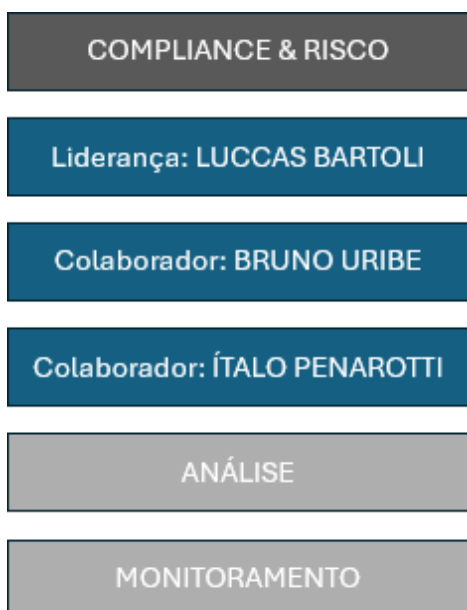 COMPLIANCE & RISCO
Liderança: LUCCAS BARTOLI
Colaborador: BRUNO URIBE
Colaborador: ÍTALO PENAROTTI
ANÁLISE
MONITORAMENTO